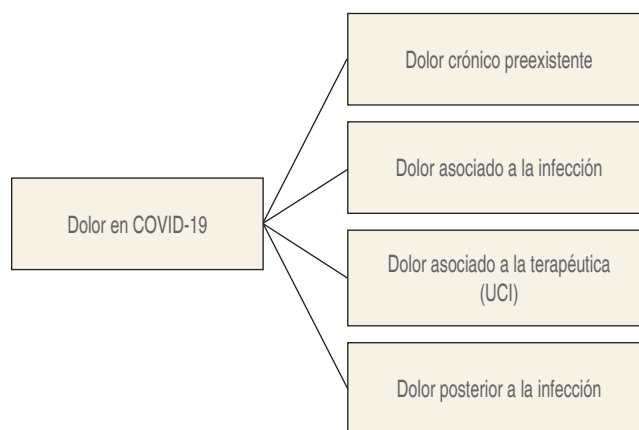 Dolor crónico preexistente
Dolor asociado a la infección
Dolor en COVID-19
Dolor asociado a la terapéutica
(UCI)
Dolor posterior a la infección